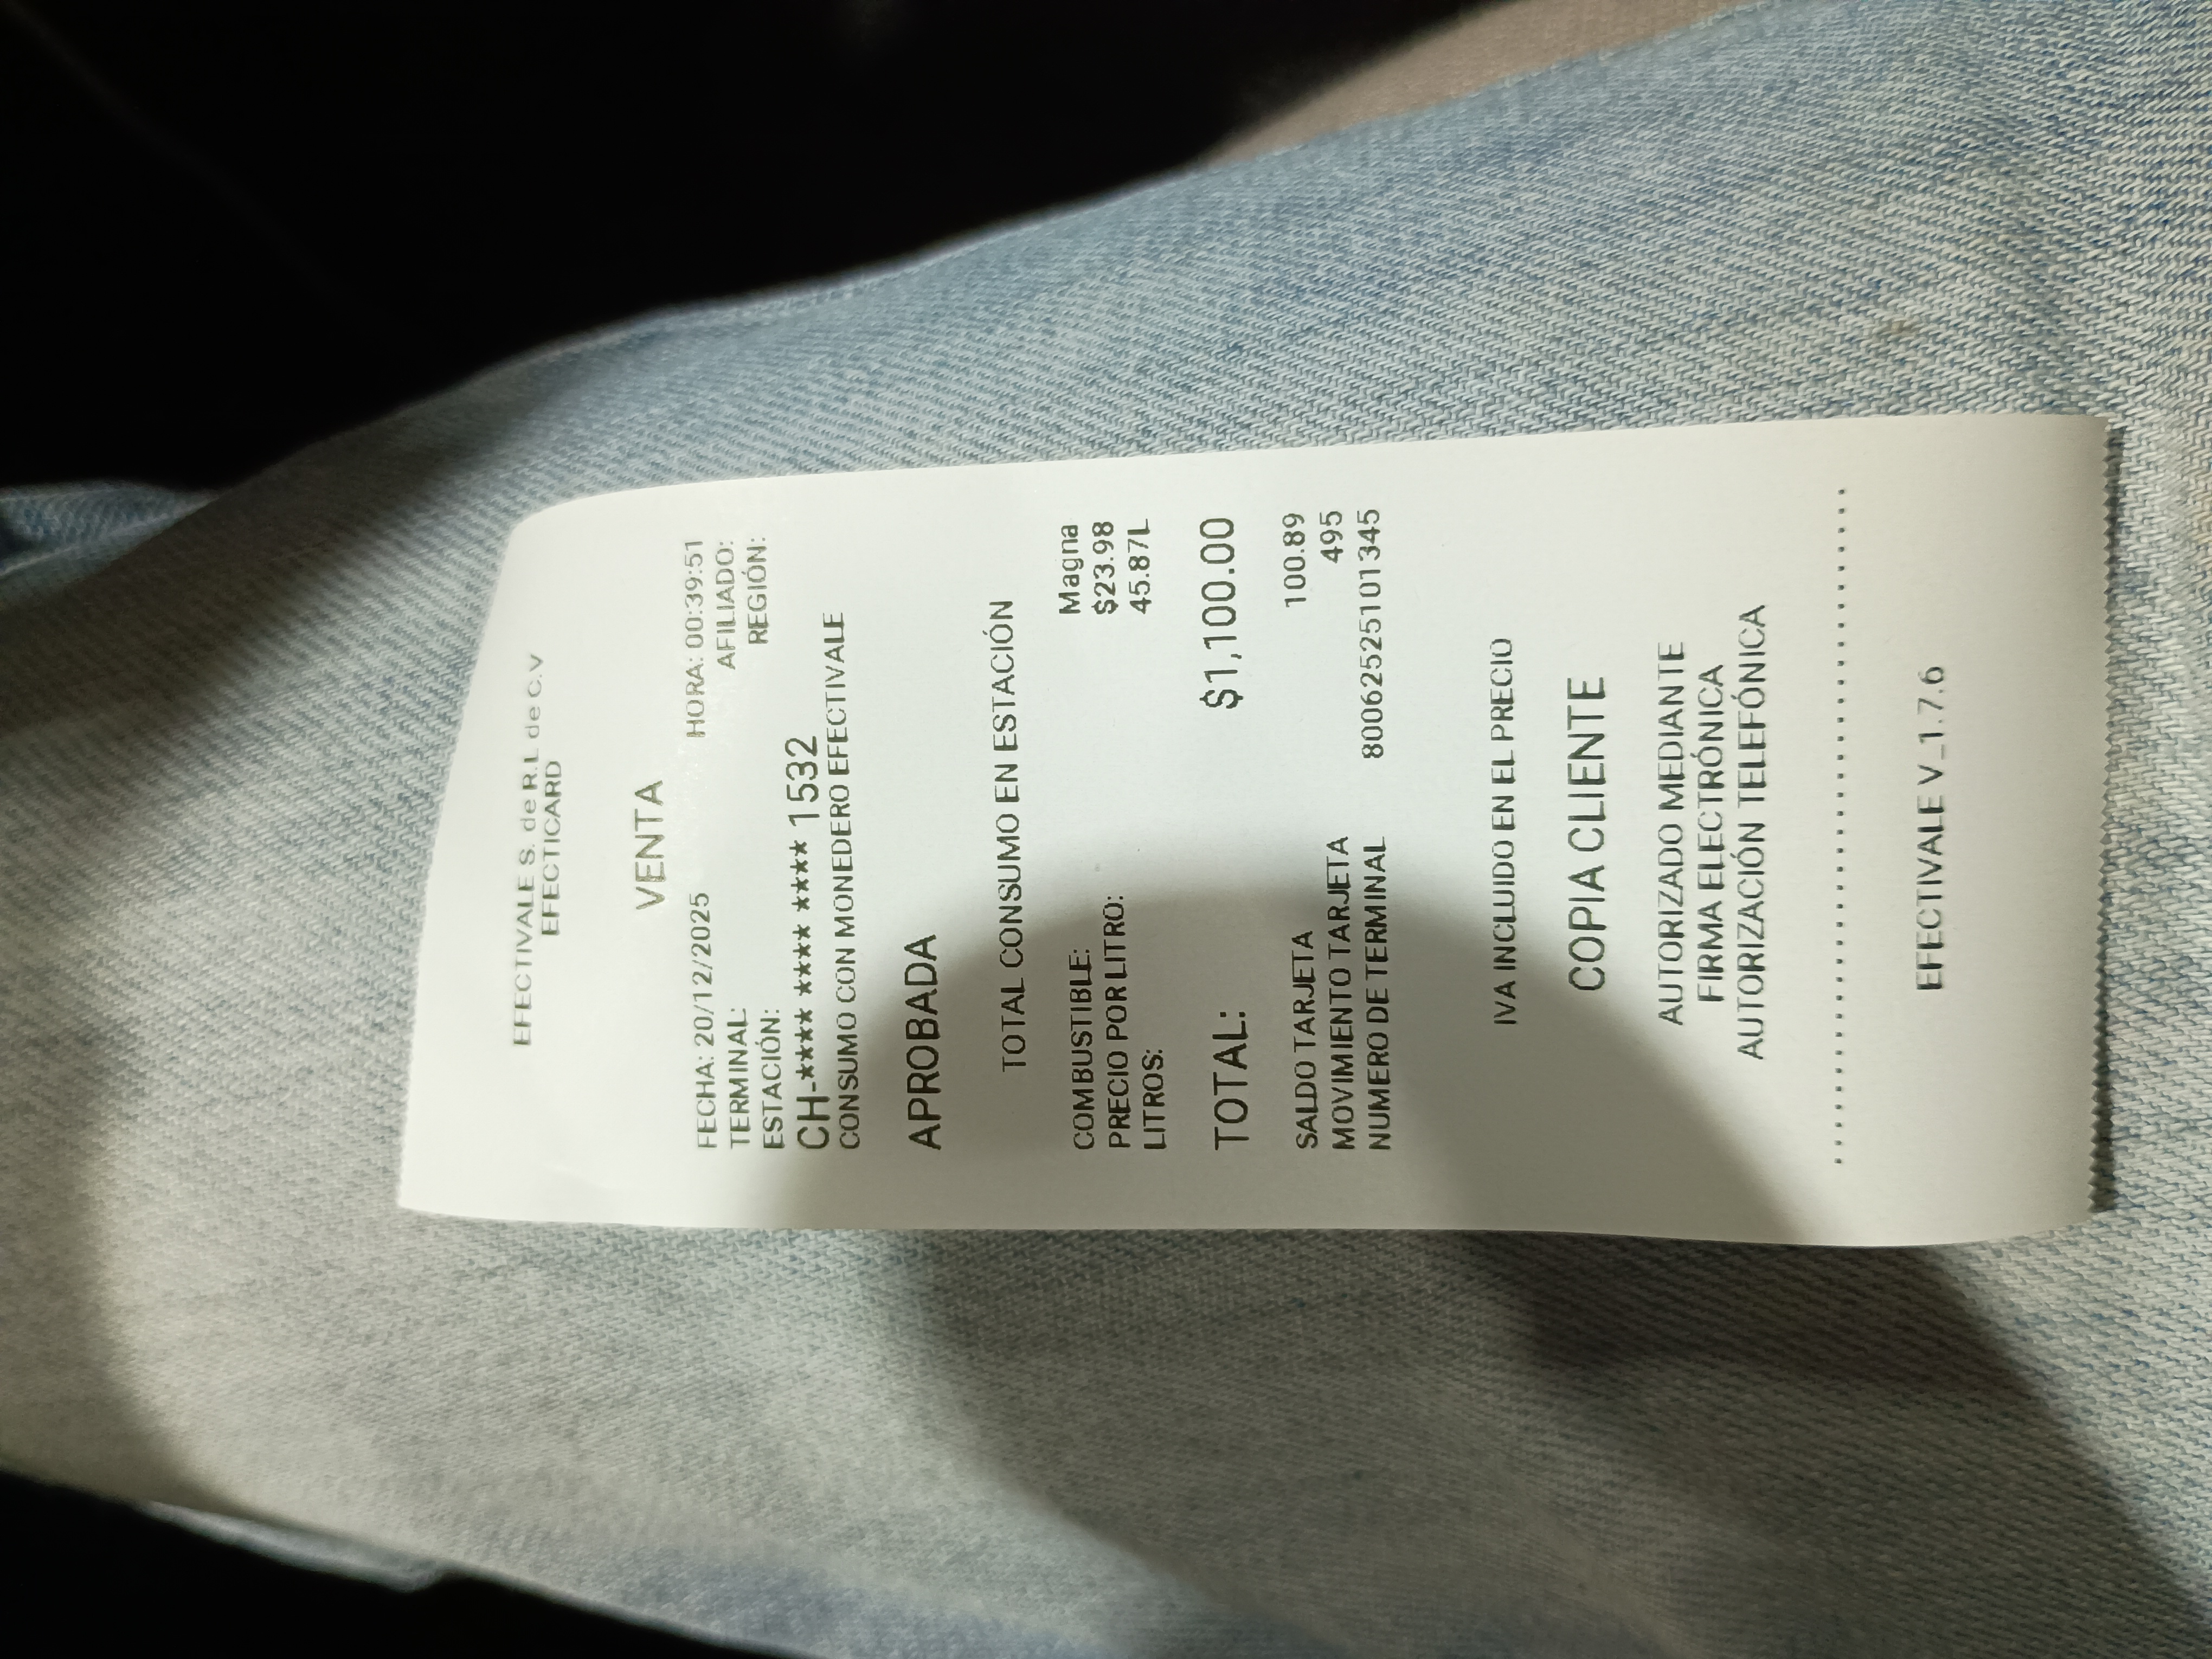 EFECTIVALE S. de R.L de C.V
EFECTICARD
VENTA
FECHA: 20/12/2025 HORA: 00:39:51
TERMINAL: AFILIADO:
ESTACIÓN: REGIÓN:
CH-**** **** **** 1532
CONSUMO CON MONEDERO EFECTIVALE
APROBADA
TOTAL CONSUMO EN ESTACIÓN
COMBUSTIBLE: Magna
PRECIO POR LITRO: $23.98
LITROS: 45.87L
TOTAL: $1,100.00
SALDO TARJETA 100.89
MOVIMIENTO TARJETA 495
NUMERO DE TERMINAL 8006252510​1345
IVA INCLUIDO EN EL PRECIO
COPIA CLIENTE
AUTORIZADO MEDIANTE
FIRMA ELECTRÓNICA
AUTORIZACIÓN TELEFÓNICA
EFECTIVALE V_1.7.6